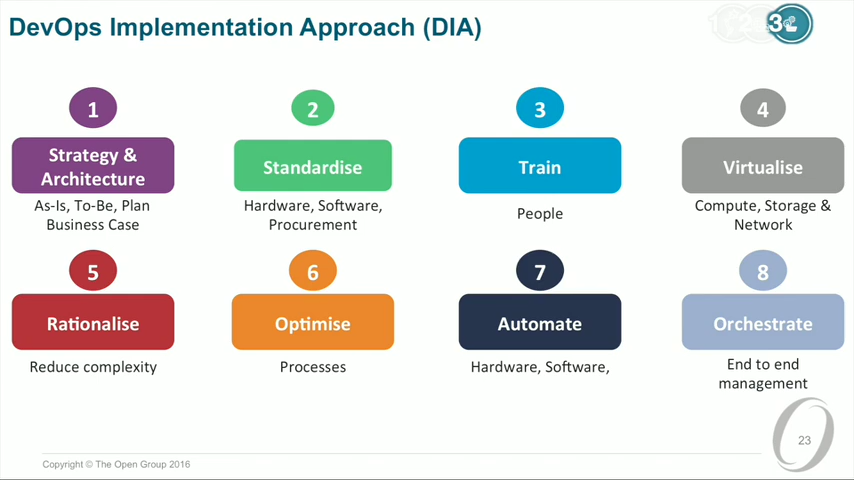 DevOps Implementation Approach (DIA)
3
1
2
3
4
Strategy &
Architecture
Standardise
Train
Virtualise
As-Is, To-Be, Plan
Business Case
Hardware, Software,
Procurement
People
Compute, Storage &
Network
5
6
7
8
Rationalise
Optimise
Automate
Orchestrate
Reduce complexity
Processes
Hardware, Software,
End to end
management
23
Copyright © The Open Group 2016